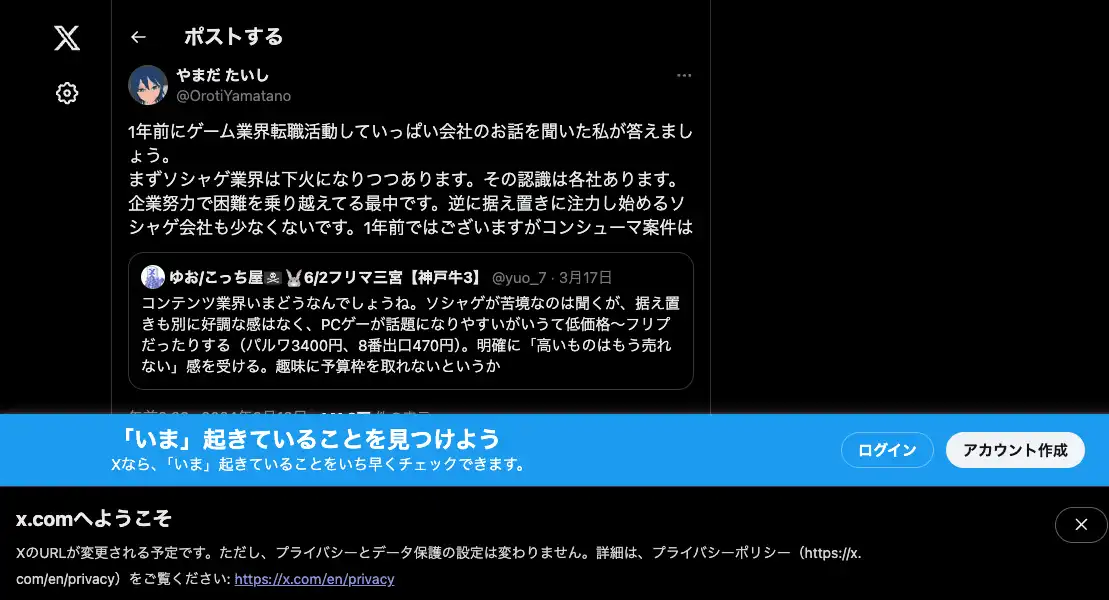 ポストする
やまだ たいし
@OrotiYamatano
1年前にゲーム業界転職活動していっぱい会社のお話を聞いた私が答えまし
ょう。
まずソシャゲ業界は下火になりつつあります。その認識は各社あります。
企業努力で困難を乗り越えてる最中です。逆に据え置きに注力し始めるソ
シャゲ会社も少なくないです。1年前ではございますがコンシューマ案件は
ゆお/こっち屋🏴‍☠️🐰6/2フリマ三宮【神戸牛3】 @yuo_7 · 3月17日
コンテンツ業界いまどうなんでしょうね。ソシャゲが苦境なのは聞くが、据え置
きも別に好調な感はなく、PCゲーが話題になりやすいがいうて低価格〜フリプ
だったりする（パルワ3400円、8番出口470円）。明確に「高いものはもう売れ
ない」感を受ける。趣味に予算枠を取れないというか
「いま」起きていることを見つけよう
Xなら、「いま」起きていることをいち早くチェックできます。
ログイン
アカウント作成
x.comへようこそ
XのURLが変更される予定です。ただし、プライバシーとデータ保護の設定は変わりません。詳細は、プライバシーポリシー（https://x.
com/en/privacy）をご覧ください: https://x.com/en/privacy